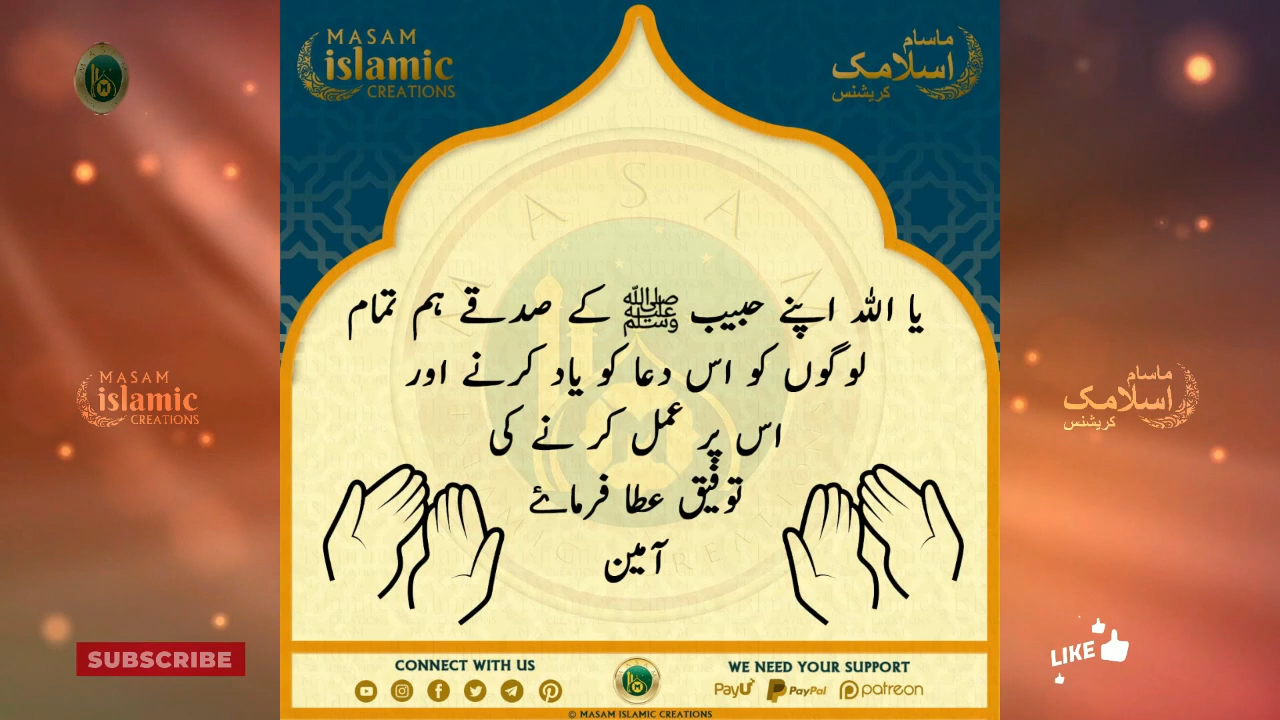 MASAM
islamic
CREATIONS
ماسام
اسلامک
کریشنس
یا اللہ اپنے حبیب ﷺ کے صدقے ہم تمام
لوگوں کو اس دعا کو یاد کرنے اور
اس پر عمل کر نے کی
توفیق عطا فرمائے
آمین
MASAM
islamic
CREATIONS
ماسام
اسلامک
کریشنس
SUBSCRIBE
LIKE
CONNECT WITH US
WE NEED YOUR SUPPORT
PayU PayPal patreon
© MASAM ISLAMIC CREATIONS